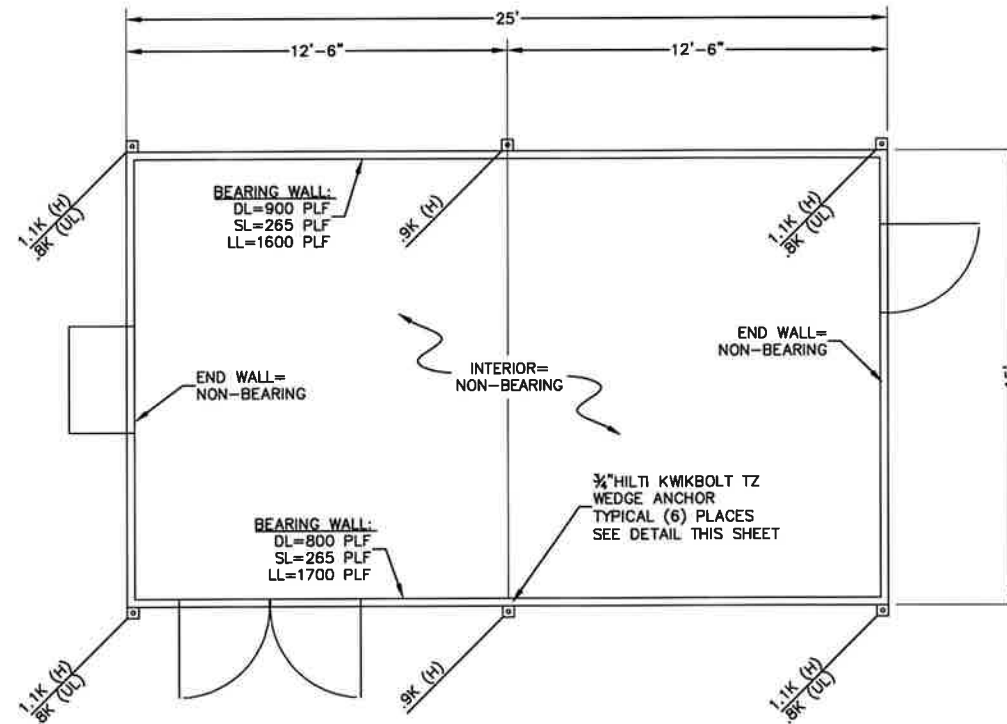 25'
12'-6"
12'-6"
BEARING WALL:
DL=900 PLF
SL=265 PLF
LL=1600 PLF
1.1K (H)
.8K (UL)
.9K (H)
1.1K (H)
.8K (UL)
END WALL=
NON-BEARING
INTERIOR=
NON-BEARING
END WALL=
NON-BEARING
¾"HILTI KWIKBOLT TZ
WEDGE ANCHOR
TYPICAL (6) PLACES
SEE DETAIL THIS SHEET
BEARING WALL:
DL=800 PLF
SL=265 PLF
LL=1700 PLF
1.1K (H)
.8K (UL)
.9K (H)
1.1K (H)
.8K (UL)